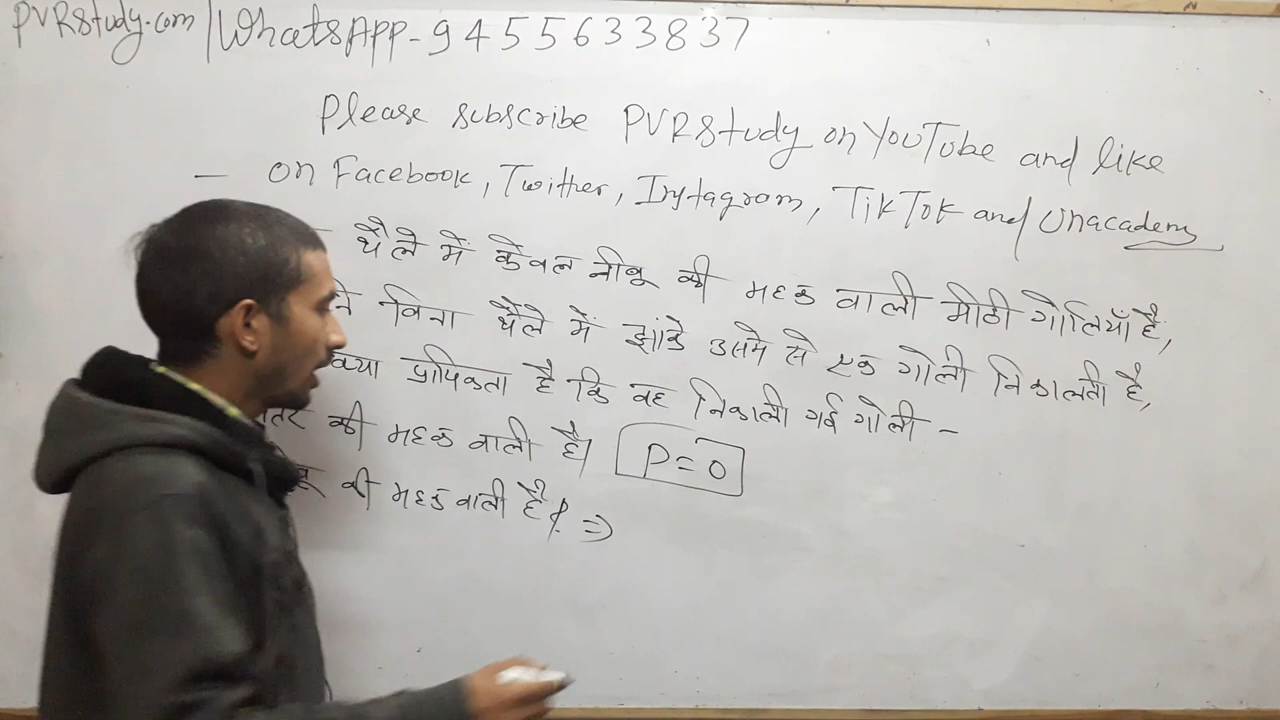 PVRStudy.com | WhatsApp - 9455633837
Please subscribe PVRStudy on YouTube and like
— on Facebook, Twitter, Instagram, TikTok and Unacademy
थैले में केवल नीबू की महक वाली मीठी गोलियाँ हैं,
बिना थैले में झांके उसमे से एक गोली निकालती है,
क्या प्रायिकता है कि वह निकाली गई गोली -
की महक वाली है। P=0
की महक वाली है? ⇒